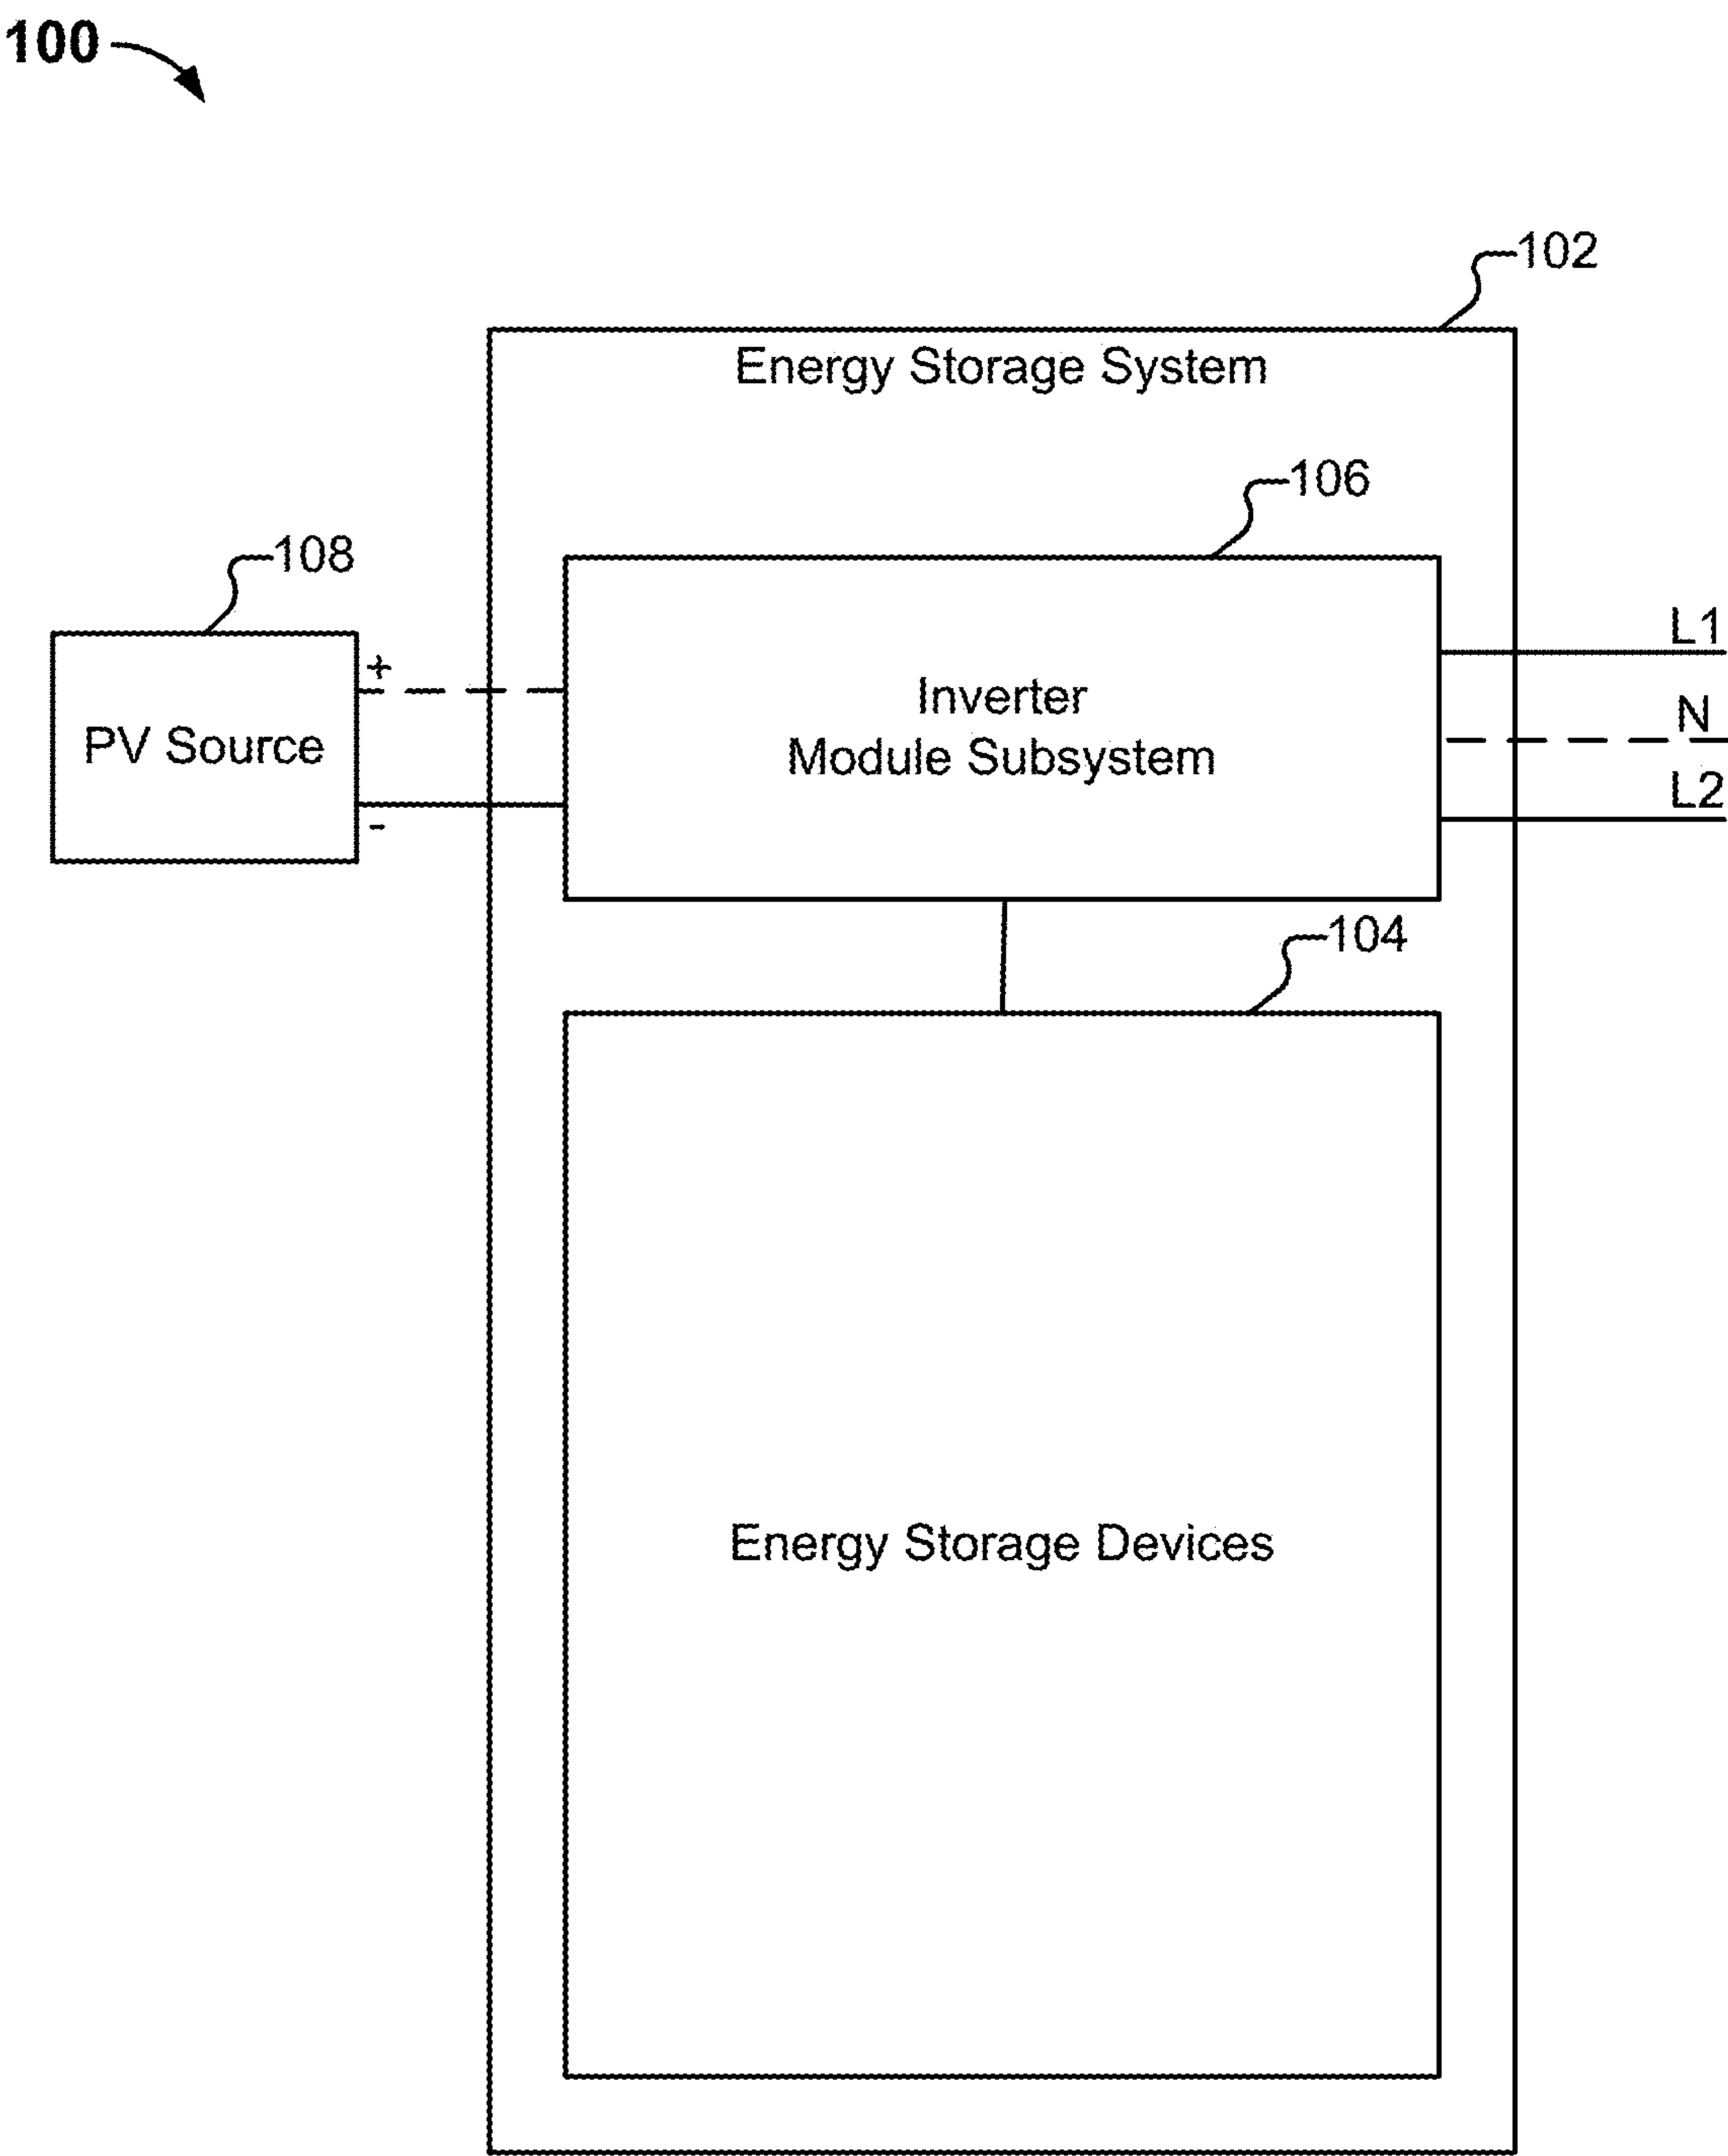 100
102
Energy Storage System
106
108
L1
+
PV Source
Inverter
Module Subsystem
N
L2
-
104
Energy Storage Devices